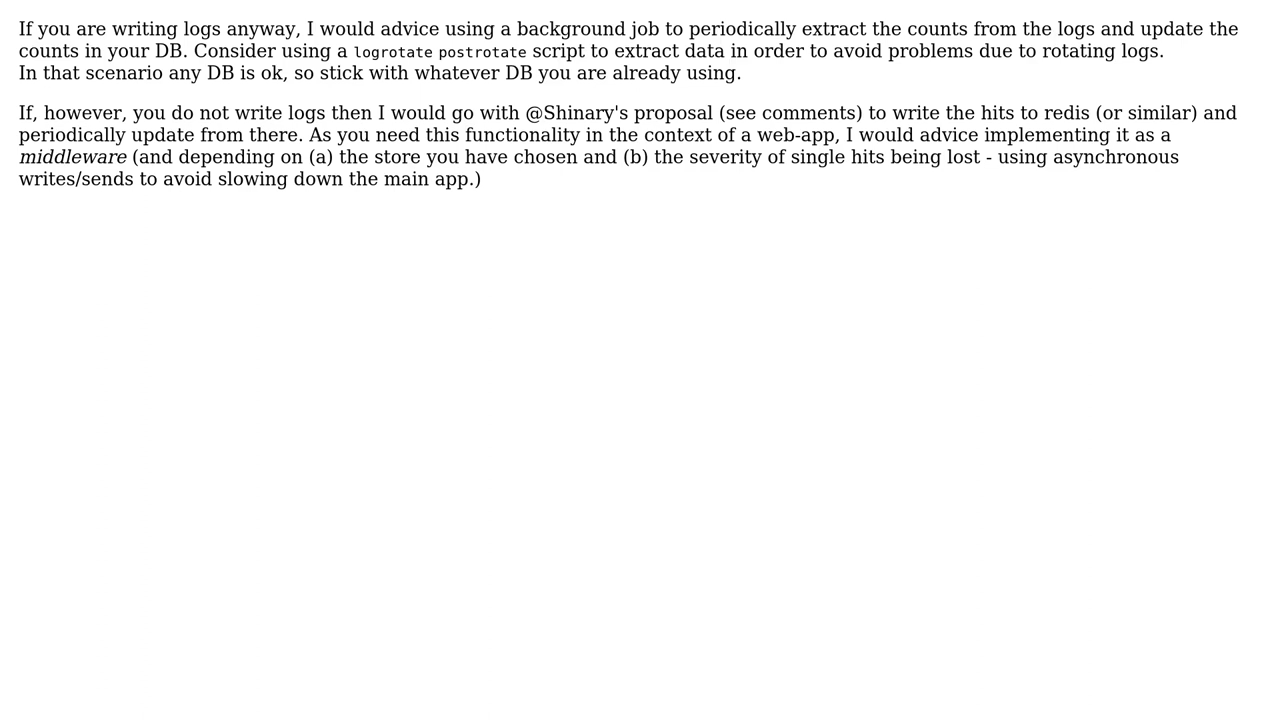 If you are writing logs anyway, I would advice using a background job to periodically extract the counts from the logs and update the
counts in your DB. Consider using a logrotate postrotate script to extract data in order to avoid problems due to rotating logs.
In that scenario any DB is ok, so stick with whatever DB you are already using.
If, however, you do not write logs then I would go with @Shinary's proposal (see comments) to write the hits to redis (or similar) and
periodically update from there. As you need this functionality in the context of a web-app, I would advice implementing it as a
middleware (and depending on (a) the store you have chosen and (b) the severity of single hits being lost - using asynchronous
writes/sends to avoid slowing down the main app.)